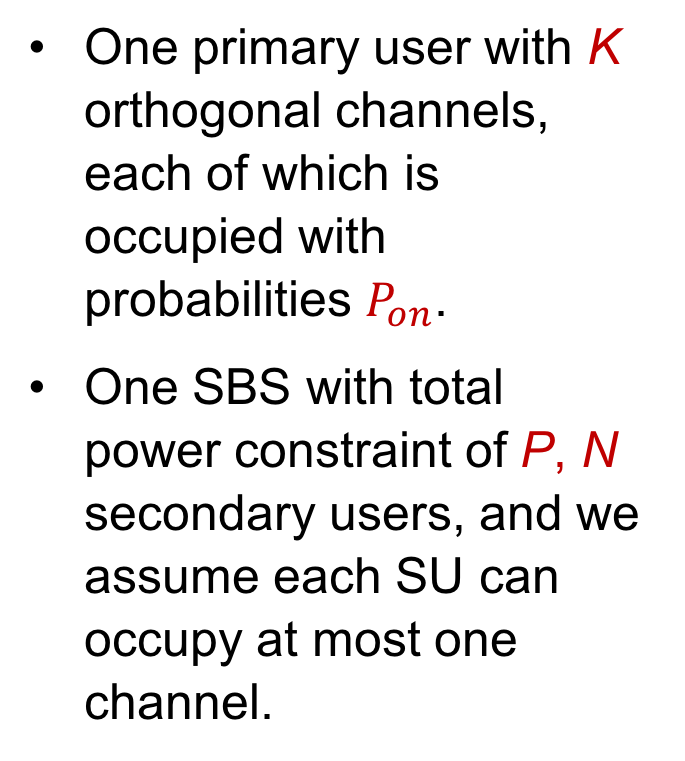 • One primary user with K
orthogonal channels,
each of which is
occupied with
probabilities Pₒₙ.
• One SBS with total
power constraint of P, N
secondary users, and we
assume each SU can
occupy at most one
channel.